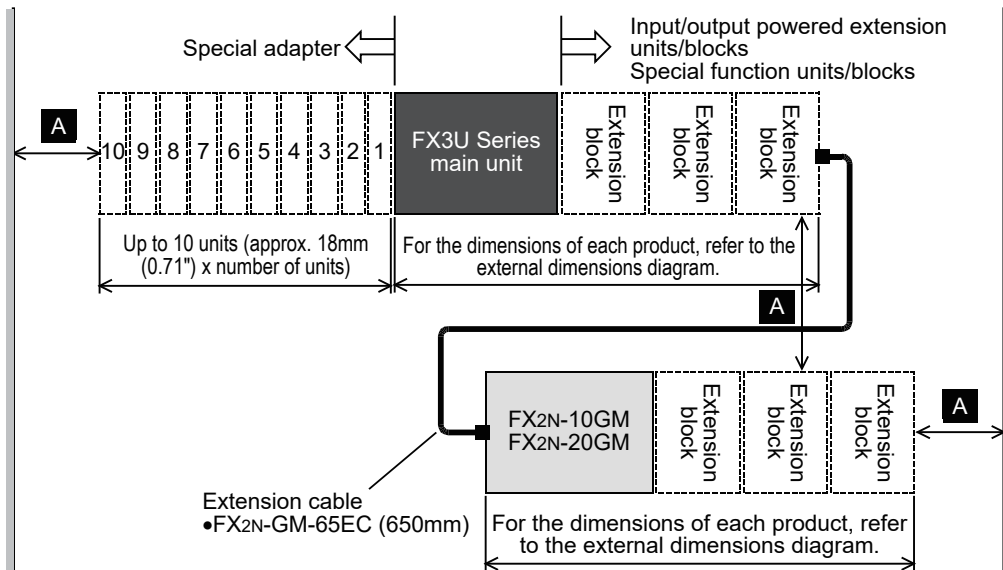 Special adapter
Input/output powered extension
units/blocks
Special function units/blocks
A
10 9 8 7 6 5 4 3 2 1
FX3U Series
main unit
Extension
block
Extension
block
Extension
block
Up to 10 units (approx. 18mm
(0.71") x number of units)
For the dimensions of each product, refer to the
external dimensions diagram.
A
FX2N-10GM
FX2N-20GM
Extension
block
Extension
block
Extension
block
A
Extension cable
•FX2N-GM-65EC (650mm)
For the dimensions of each product, refer
to the external dimensions diagram.